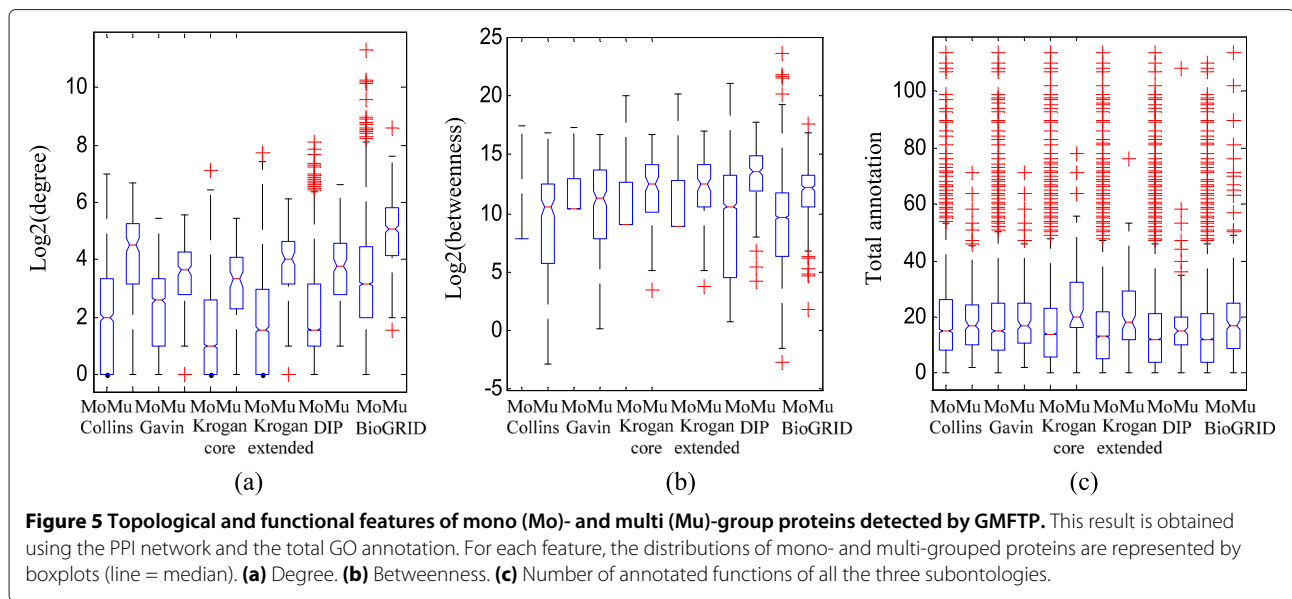 10
8
6
4
2
0
Log2(degree)
MoMu MoMu MoMu MoMu MoMu MoMu
Collins Gavin Krogan core Krogan extended DIP BioGRID
(a)
25
20
15
10
5
0
-5
Log2(betweenness)
MoMu MoMu MoMu MoMu MoMu MoMu
Collins Gavin Krogan core Krogan extended DIP BioGRID
(b)
100
80
60
40
20
0
Total annotation
MoMu MoMu MoMu MoMu MoMu MoMu
Collins Gavin Krogan core Krogan extended DIP BioGRID
(c)
Figure 5 Topological and functional features of mono (Mo)- and multi (Mu)-group proteins detected by GMFTP. This result is obtained
using the PPI network and the total GO annotation. For each feature, the distributions of mono- and multi-grouped proteins are represented by
boxplots (line = median). (a) Degree. (b) Betweenness. (c) Number of annotated functions of all the three subontologies.